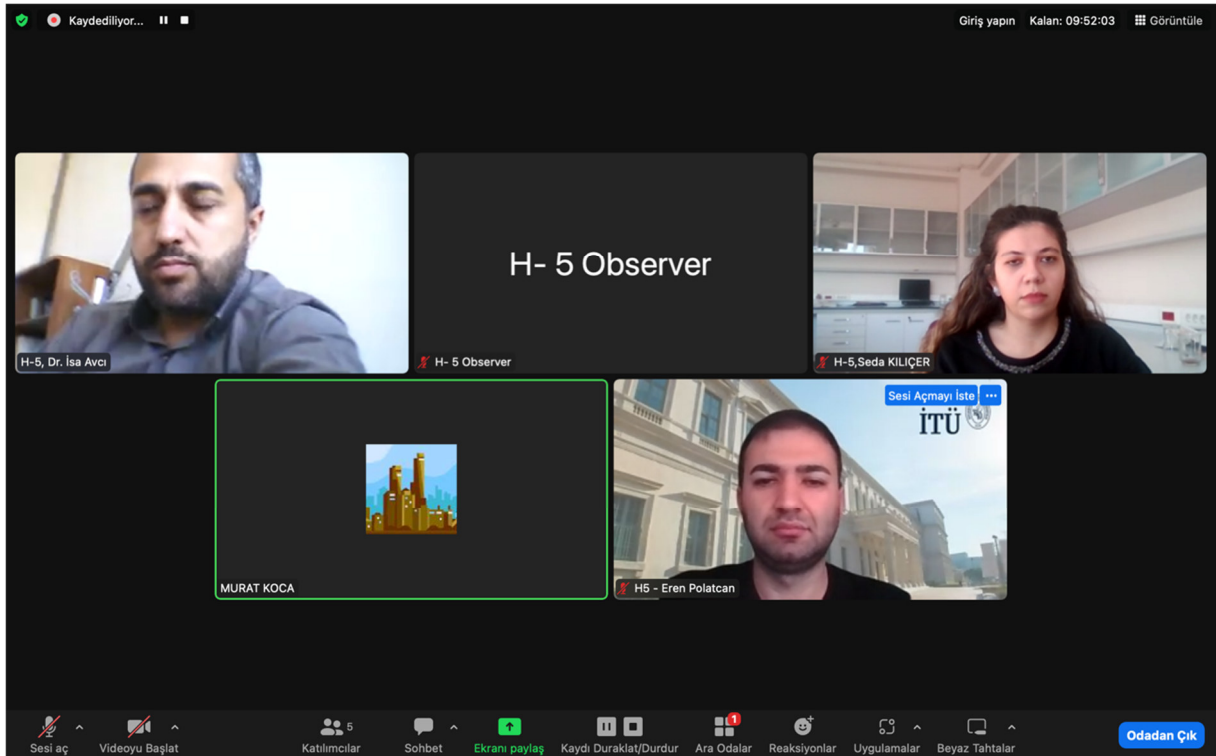 Kaydediliyor...
Giriş yapın
Kalan: 09:52:03
Görüntüle
H-5, Dr. İsa Avcı
H- 5 Observer
H- 5 Observer
H-5,Seda KILIÇER
MURAT KOCA
Sesi Açmayı İste
İTÜ
H5 - Eren Polatcan
Sesi aç
Videoyu Başlat
5
Katılımcılar
Sohbet
Ekranı paylaş
Kaydı Duraklat/Durdur
1
Ara Odalar
Reaksiyonlar
Uygulamalar
Beyaz Tahtalar
Odadan Çık